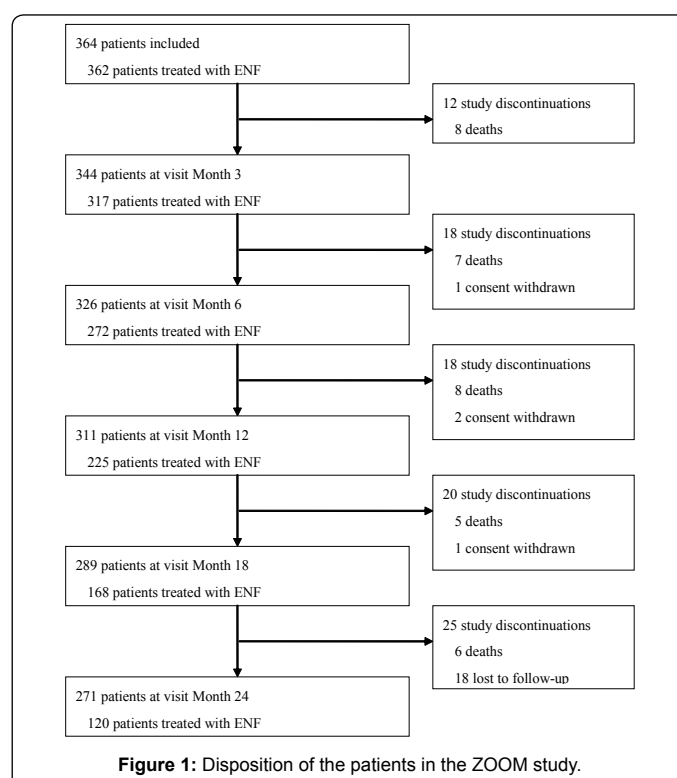 364 patients included
362 patients treated with ENF
12 study discontinuations
8 deaths
344 patients at visit Month 3
317 patients treated with ENF
18 study discontinuations
7 deaths
1 consent withdrawn
326 patients at visit Month 6
272 patients treated with ENF
18 study discontinuations
8 deaths
2 consent withdrawn
311 patients at visit Month 12
225 patients treated with ENF
20 study discontinuations
5 deaths
1 consent withdrawn
289 patients at visit Month 18
168 patients treated with ENF
25 study discontinuations
6 deaths
18 lost to follow-up
271 patients at visit Month 24
120 patients treated with ENF
Figure 1: Disposition of the patients in the ZOOM study.